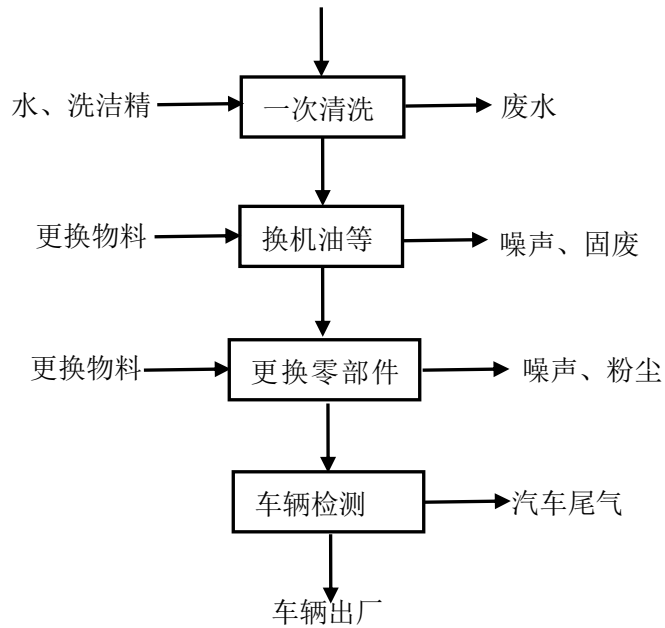 水、洗洁精
一次清洗
废水
更换物料
换机油等
噪声、固废
更换物料
更换零部件
噪声、粉尘
车辆检测
汽车尾气
车辆出厂